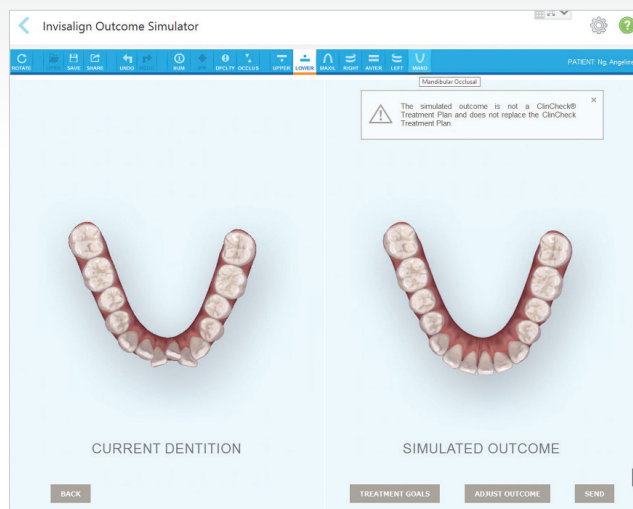 Invisalign Outcome Simulator
?
ROTATE
SAVE
SHARE
UNDO
NUM
DFCLTY
OCCLUS
UPPER
LOWER
MAXIL
RIGHT
ANTER
LEFT
MAND
PATIENT: Ng, Angeline
Mandibular Occlusal
The simulated outcome is not a ClinCheck®
Treatment Plan and does not replace the ClinCheck
Treatment Plan.
CURRENT DENTITION
SIMULATED OUTCOME
BACK
TREATMENT GOALS
ADJUST OUTCOME
SEND